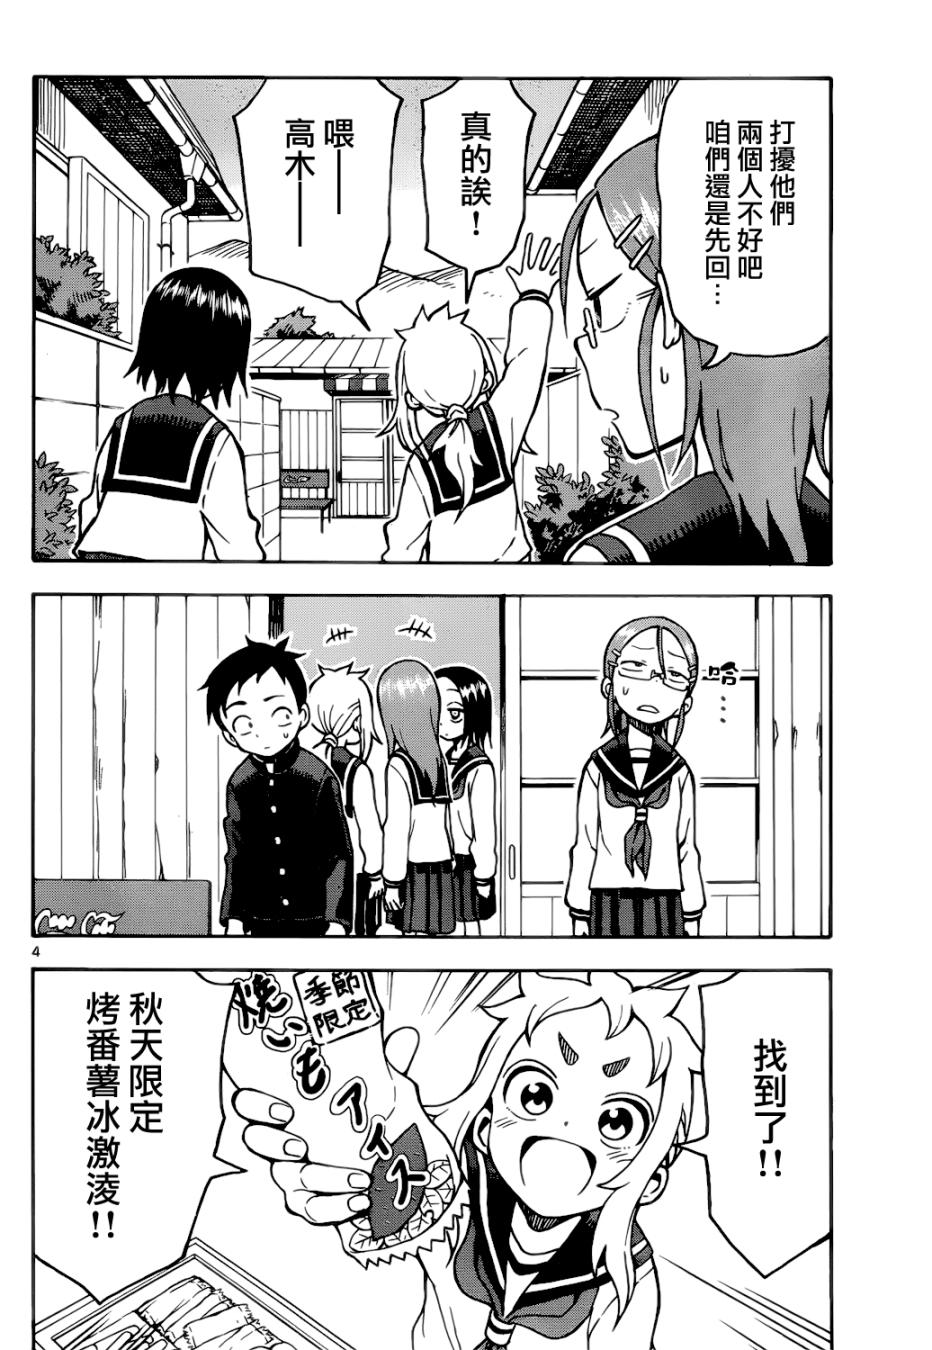 打擾他們
兩個人不好吧
咱們還是先回…
真的誒!
喂——
高木——
哈…
4
找到了!!
季節
限定!
焼いもアイス
秋天限定
烤番薯冰激淩!!